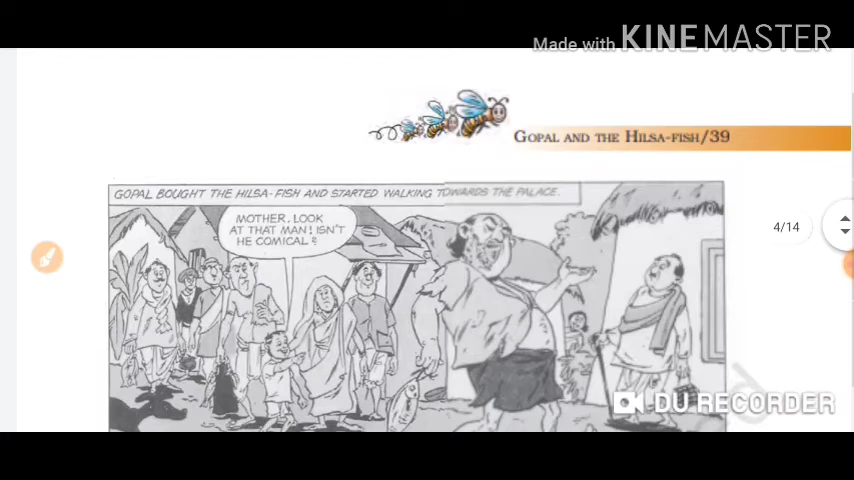 Made with KINEMASTER
GOPAL AND THE HILSA-FISH/39
GOPAL BOUGHT THE HILSA-FISH AND STARTED WALKING TOWARDS THE PALACE.
MOTHER, LOOK
AT THAT MAN! ISN'T
HE COMICAL?
4/14
DU RECORDER